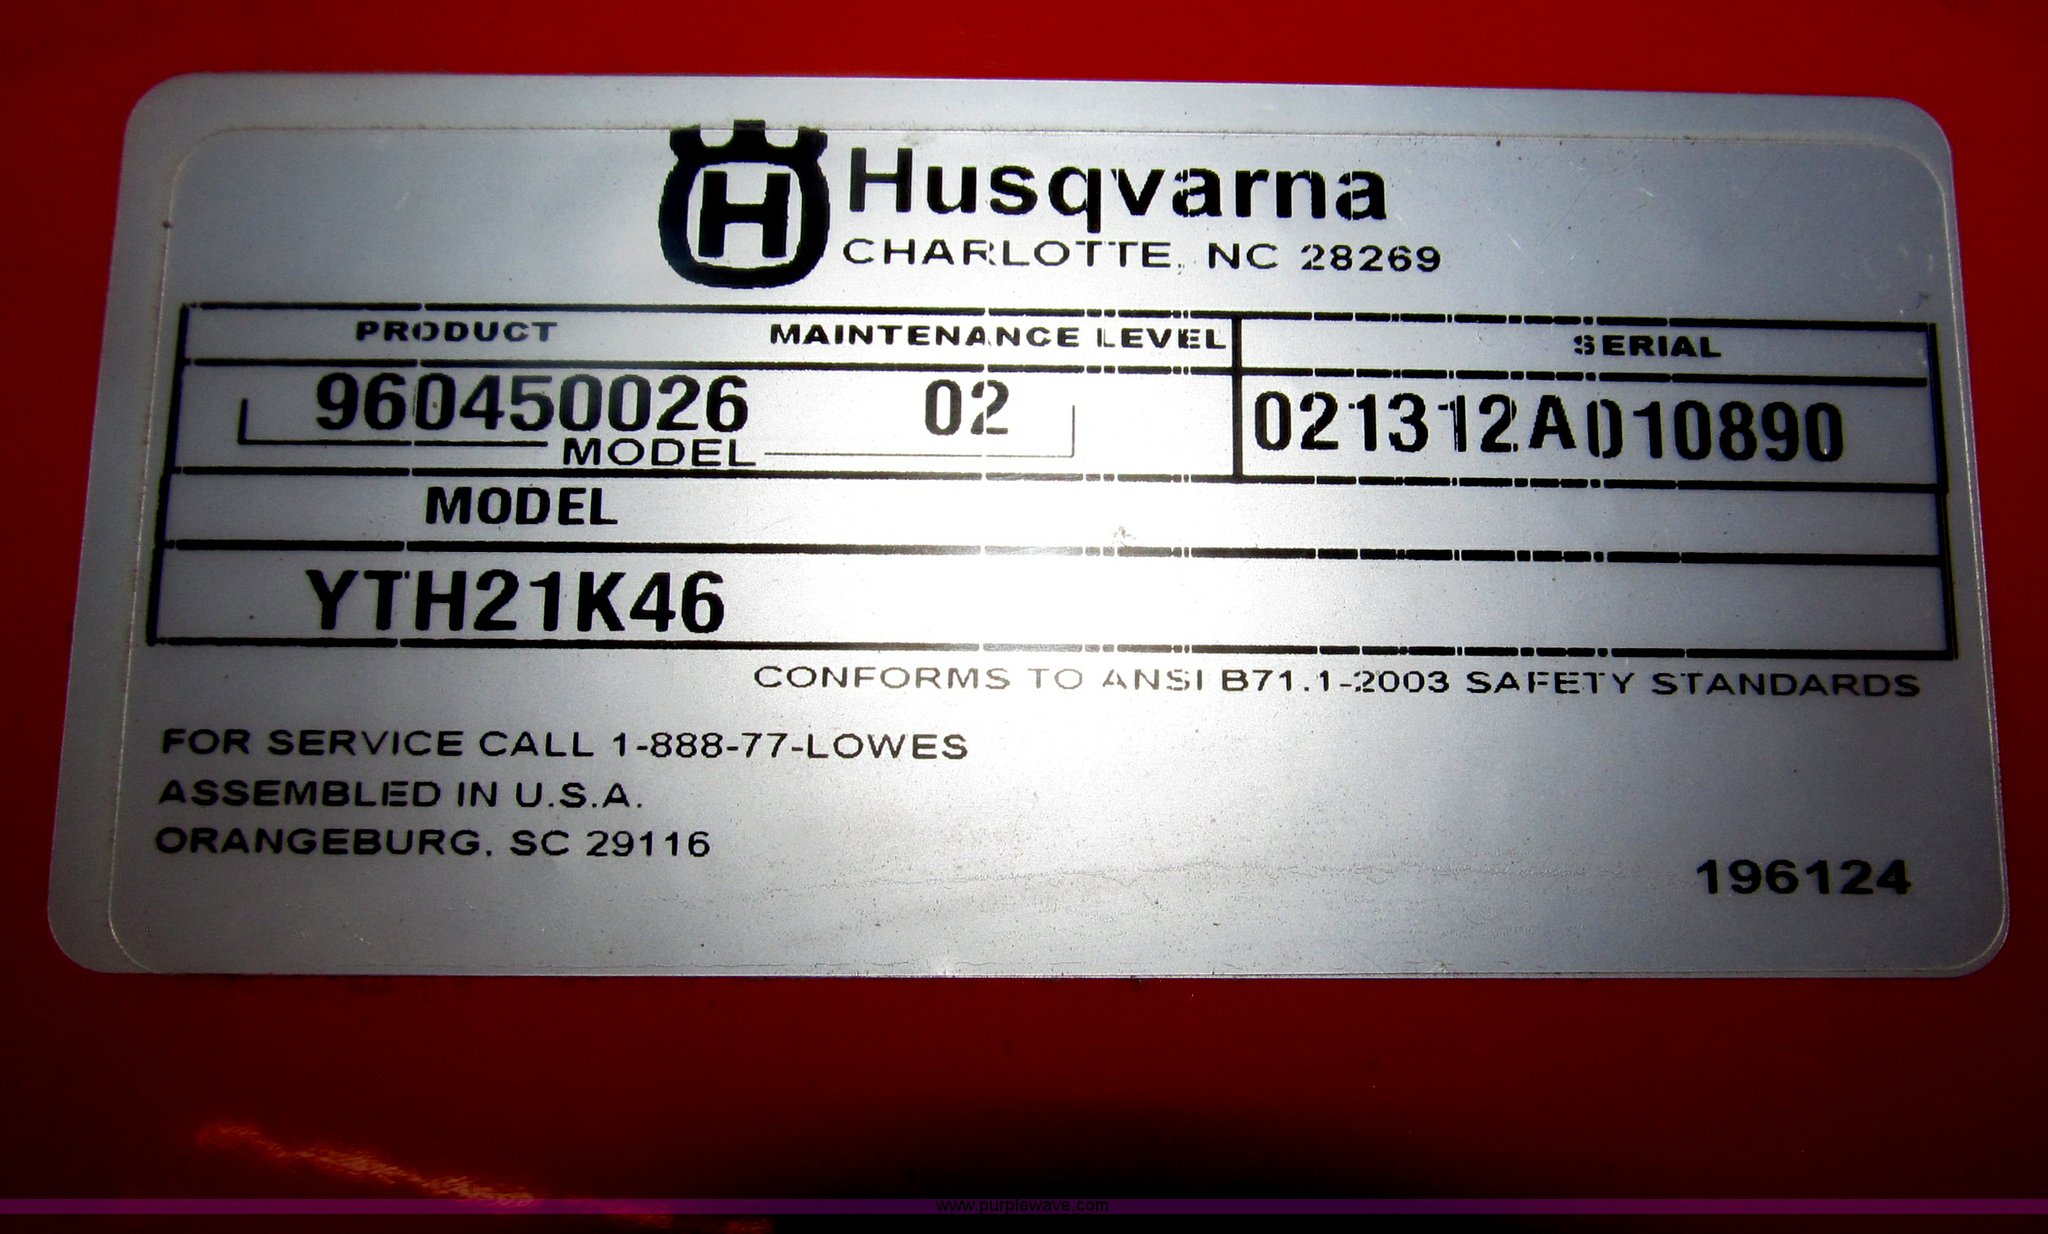 H Husqvarna
CHARLOTTE, NC 28269
PRODUCT MAINTENANCE LEVEL SERIAL
960450026 02 021312A010890
MODEL
MODEL
YTH21K46
CONFORMS TO ANSI B71.1-2003 SAFETY STANDARDS
FOR SERVICE CALL 1-888-77-LOWES
ASSEMBLED IN U.S.A.
ORANGEBURG, SC 29116
196124
www.purplewave.com